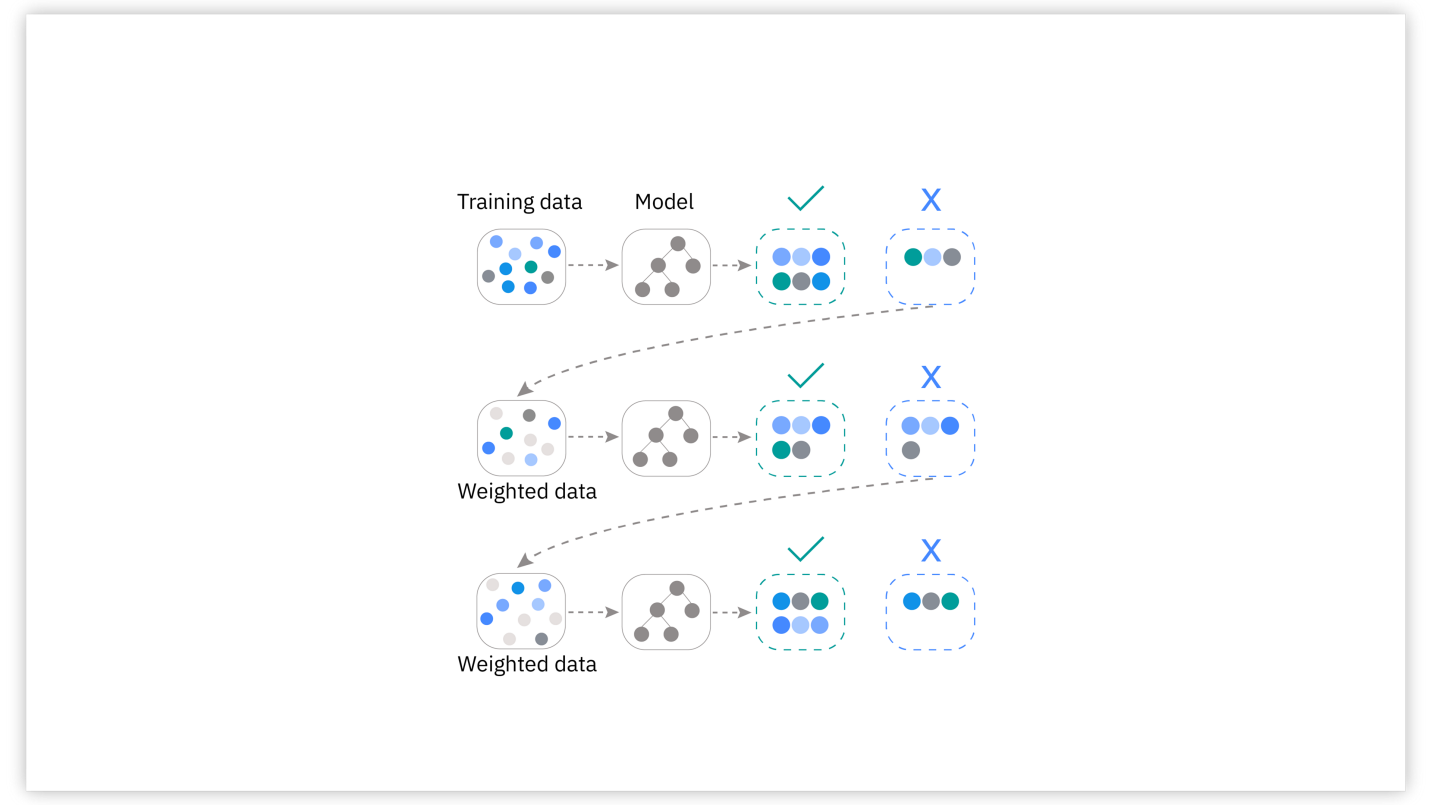 Training data
Model
X
X
Weighted data
X
Weighted data